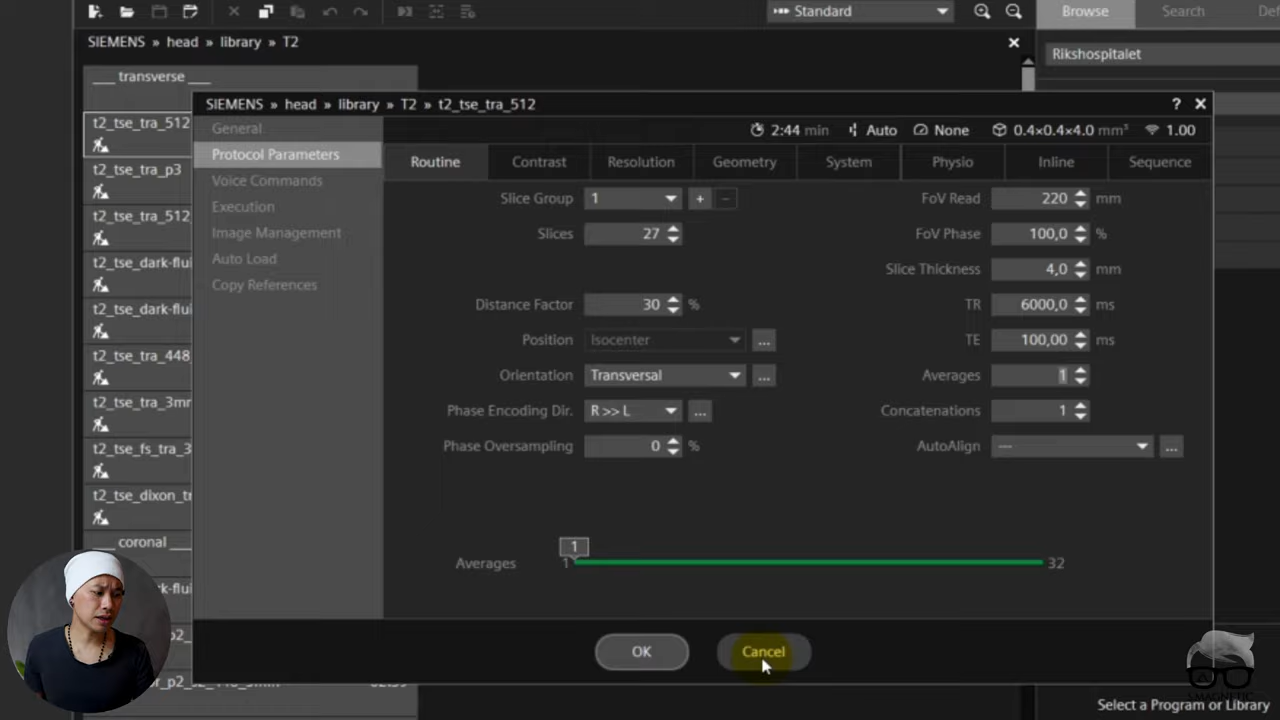 Standard
Browse
Search
SIEMENS » head » library » T2
Rikshospitalet
___ transverse ___
t2_tse_tra_512
t2_tse_tra_p3
t2_tse_tra_512
t2_tse_dark-flui
t2_tse_dark-flui
t2_tse_tra_448
t2_tse_tra_3m
t2_tse_fs_tra_3
t2_tse_dixon_tr
SIEMENS » head » library » T2 » t2_tse_tra_512
?
General
Protocol Parameters
Voice Commands
Execution
Image Management
Auto Load
Copy References
2:44 min
Auto
None
0.4×0.4×4.0 mm³
1.00
Routine
Contrast
Resolution
Geometry
System
Physio
Inline
Sequence
Slice Group 1 + −
FoV Read 220 mm
Slices 27
FoV Phase 100,0 %
Slice Thickness 4,0 mm
Distance Factor 30 %
TR 6000,0 ms
Position Isocenter ...
TE 100,00 ms
Orientation Transversal ...
Averages 1
Phase Encoding Dir. R >> L ...
Concatenations 1
Phase Oversampling 0 %
AutoAlign --- ...
1
Averages 1 32
OK
Cancel
Select a Program or Library